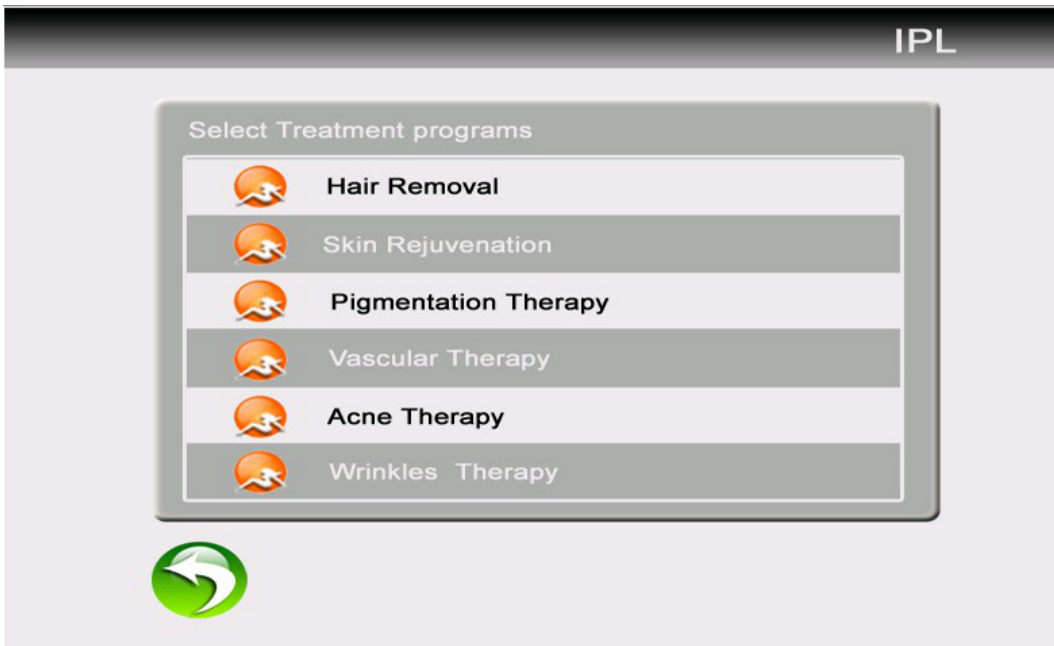 IPL
Select Treatment programs
Hair Removal
Skin Rejuvenation
Pigmentation Therapy
Vascular Therapy
Acne Therapy
Wrinkles Therapy